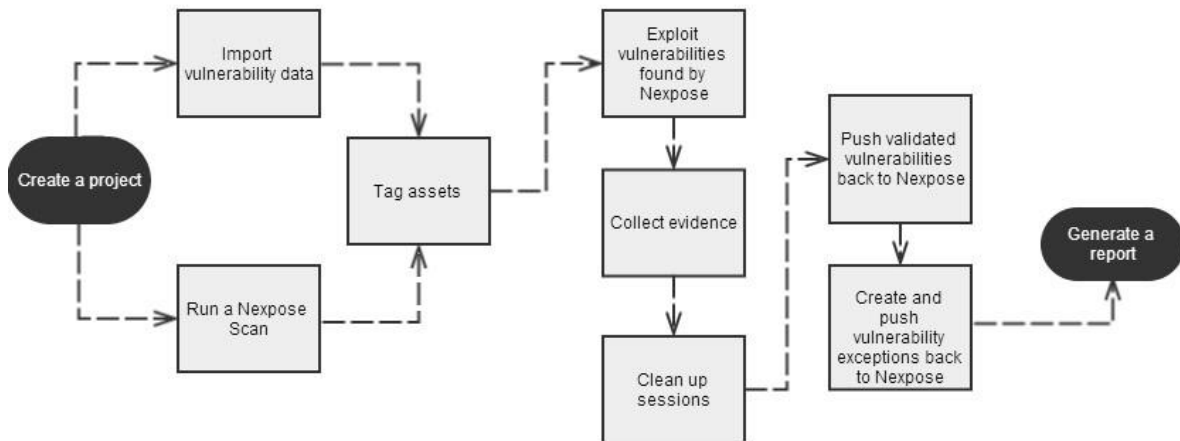 Create a project
Import
vulnerability data
Run a Nexpose
Scan
Tag assets
Exploit
vulnerabilities
found by
Nexpose
Collect evidence
Clean up
sessions
Push validated
vulnerabilities
back to Nexpose
Create and
push
vulnerability
exceptions back
to Nexpose
Generate a
report